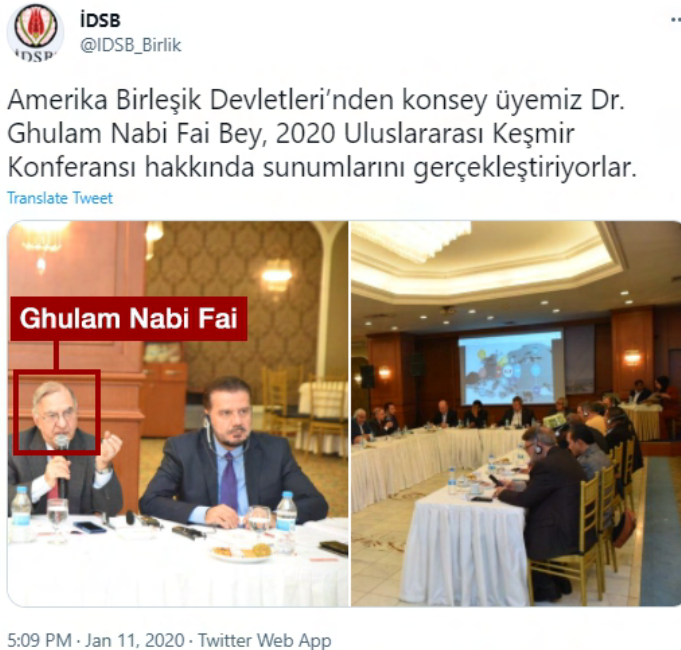 İDSB
@IDSB_Birlik
Amerika Birleşik Devletleri’nden konsey üyemiz Dr.
Ghulam Nabi Fai Bey, 2020 Uluslararası Keşmir
Konferansı hakkında sunumlarını gerçekleştiriyorlar.
Translate Tweet
Ghulam Nabi Fai
5:09 PM · Jan 11, 2020 · Twitter Web App